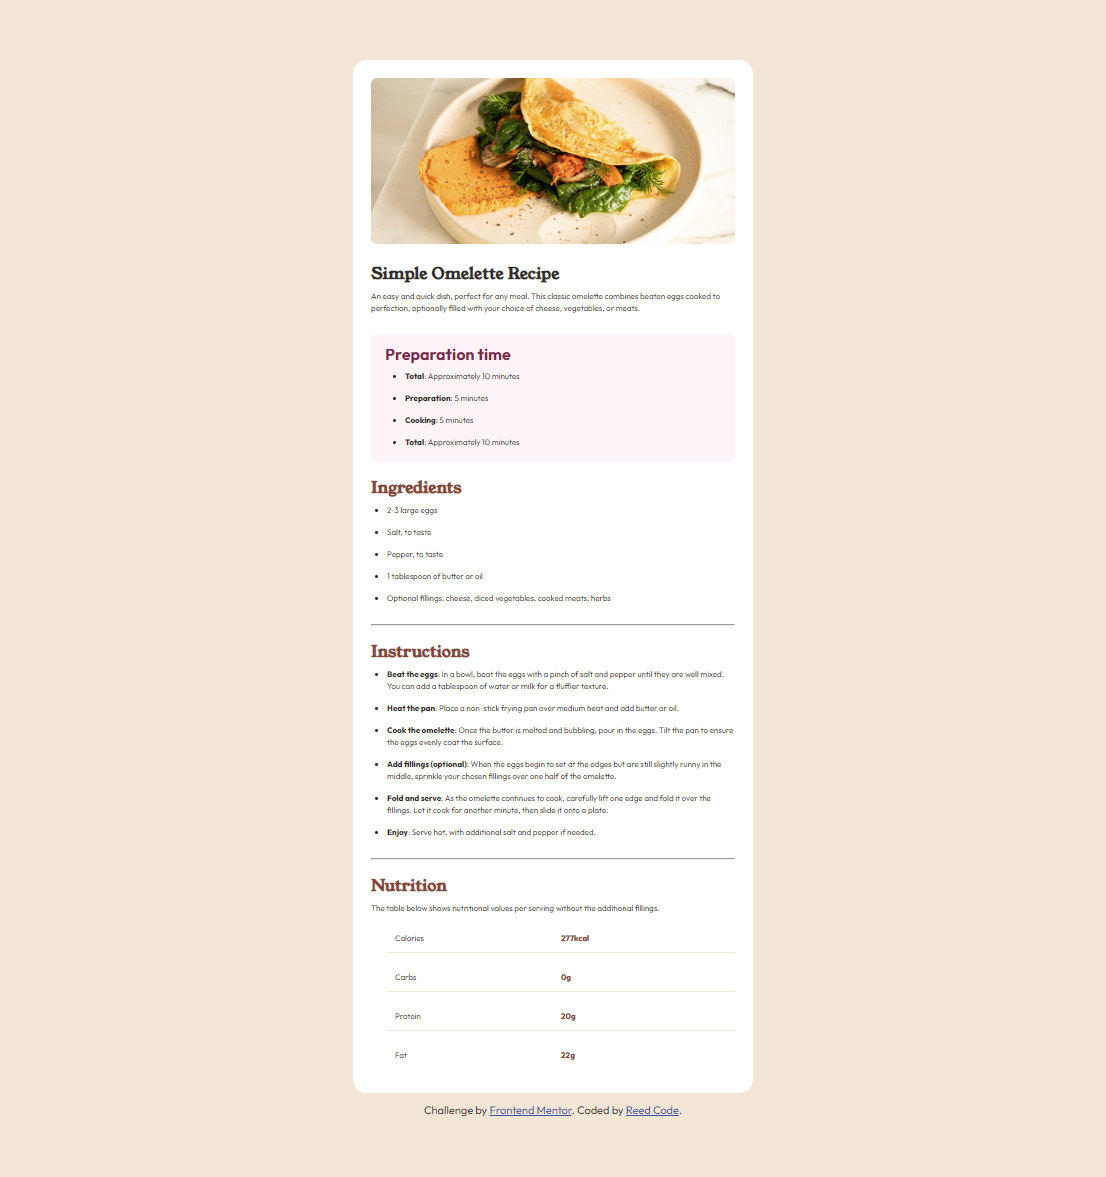 Simple Omelette Recipe
An easy and quick dish, perfect for any meal. This classic omelette combines beaten eggs cooked to
perfection, optionally filled with your choice of cheese, vegetables, or meats.
Preparation time
• Total: Approximately 10 minutes
• Preparation: 5 minutes
• Cooking: 5 minutes
• Total: Approximately 10 minutes
Ingredients
• 2-3 large eggs
• Salt, to taste
• Pepper, to taste
• 1 tablespoon of butter or oil
• Optional fillings: cheese, diced vegetables, cooked meats, herbs
Instructions
• Beat the eggs: In a bowl, beat the eggs with a pinch of salt and pepper until they are well mixed.
You can add a tablespoon of water or milk for a fluffier texture.
• Heat the pan: Place a non-stick frying pan over medium heat and add butter or oil.
• Cook the omelette: Once the butter is melted and bubbling, pour in the eggs. Tilt the pan to ensure
the eggs evenly coat the surface.
• Add fillings (optional): When the eggs begin to set at the edges but are still slightly runny in the
middle, sprinkle your chosen fillings over one half of the omelette.
• Fold and serve: As the omelette continues to cook, carefully lift one edge and fold it over the
fillings. Let it cook for another minute, then slide it onto a plate.
• Enjoy: Serve hot, with additional salt and pepper if needed.
Nutrition
The table below shows nutritional values per serving without the additional fillings.
Calories 277kcal
Carbs 0g
Protein 20g
Fat 22g
Challenge by Frontend Mentor. Coded by Reed Code.